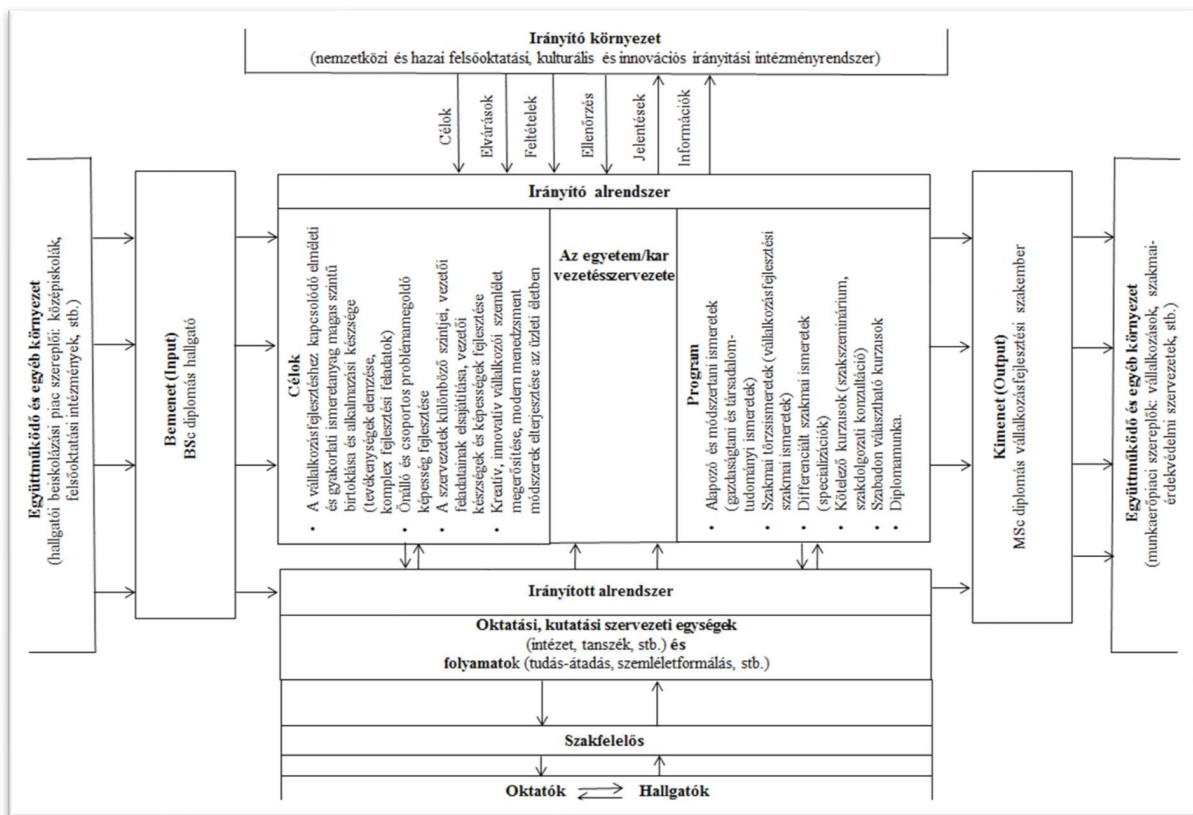 Irányító környezet
(nemzetközi és hazai felsőoktatási, kulturális és innovációs irányítási intézményrendszer)
Célok
Elvárások
Feltételek
Ellenőrzés
Jelentések
Információk
Együttműködő és egyéb környezet
(hallgatói beiskolázási piac szereplői: középiskolák,
felsőoktatási intézmények, stb.)
Bemenet (Input)
BSc diplomás hallgató
Irányító alrendszer
Célok
• A vállalkozásfejlesztéshez kapcsolódó elméleti
és gyakorlati ismeretanyag magas szintű
birtoklása és alkalmazási készsége
(tevékenységek elemzése,
komplex fejlesztési feladatok)
• Önálló és csoportos problémamegoldó
képesség fejlesztése
• A szervezetek különböző szintjei, vezetői
feladatainak elsajátítása, vezetői
készségek és képességek fejlesztése
• Kreatív, innovatív vállalkozói szemlélet
megerősítése, modern menedzsment
módszerek elterjesztése az üzleti életben
Az egyetem/kar
vezetésszervezete
Program
• Alapozó és módszertani ismeretek
(gazdaságtani és társadalom-
tudományi ismeretek)
• Szakmai törzsismeretek (vállalkozásfejlesztési
szakmai ismeretek)
• Differenciált szakmai ismeretek
(specializációk)
• Kötelező kurzusok (szakszeminárium,
szakdolgozati konzultáció)
• Szabadon választható kurzusok
• Diplomamunka.
Kimenet (Output)
MSc diplomás vállalkozásfejlesztési szakember
Együttműködő és egyéb környezet
(munkaerőpiaci szereplők: vállalkozások, szakmai-
érdekvédelmi szervezetek, stb.)
Irányított alrendszer
Oktatási, kutatási szervezeti egységek
(intézet, tanszék, stb.) és
folyamatok (tudás-átadás, szemléletformálás, stb.)
Szakfelelős
Oktatók Hallgatók